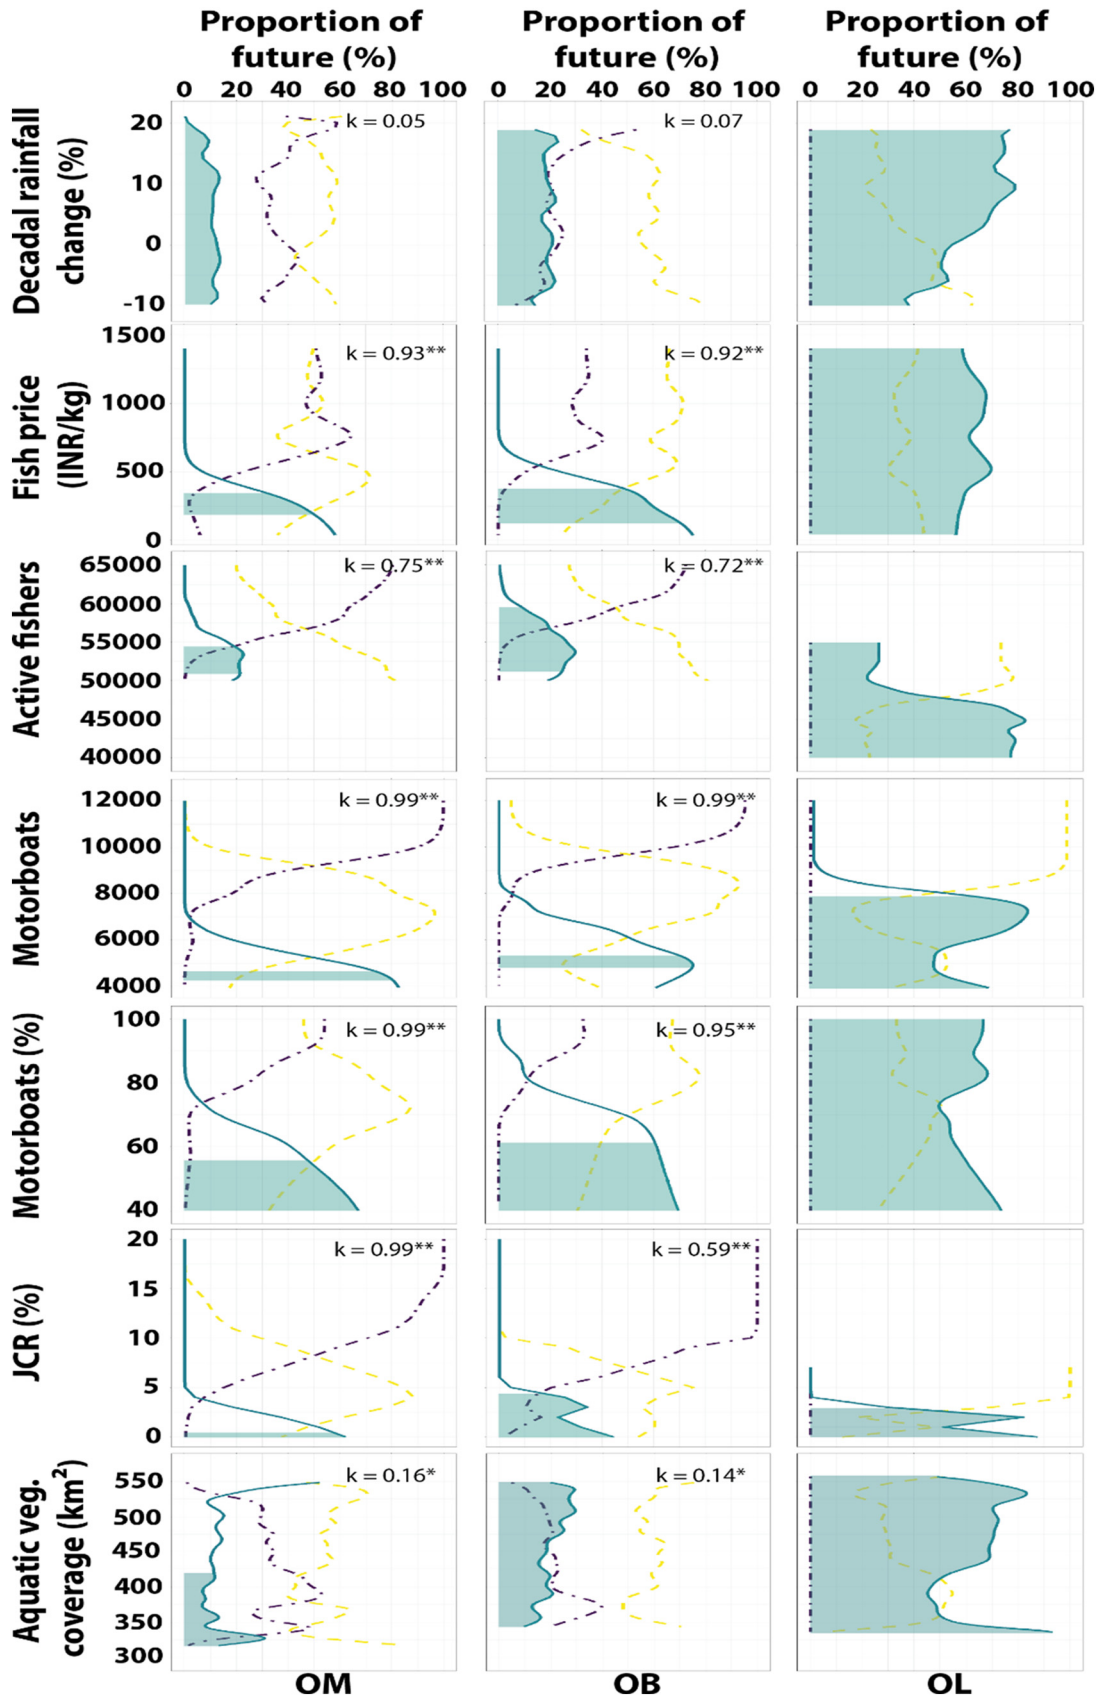 Proportion of
future (%)
Proportion of
future (%)
Proportion of
future (%)
0 20 40 60 80 100
0 20 40 60 80 100
0 20 40 60 80 100
Decadal rainfall
change (%)
20
10
0
-10
k = 0.05
k = 0.07
Fish price
(INR/kg)
1500
1000
500
0
k = 0.93**
k = 0.92**
Active fishers
65000
60000
55000
50000
45000
40000
k = 0.75**
k = 0.72**
Motorboats
12000
10000
8000
6000
4000
k = 0.99**
k = 0.99**
Motorboats (%)
100
80
60
40
k = 0.99**
k = 0.95**
JCR (%)
20
15
10
5
0
k = 0.99**
k = 0.59**
Aquatic veg.
coverage (km²)
550
500
450
400
350
300
k = 0.16*
k = 0.14*
OM
OB
OL